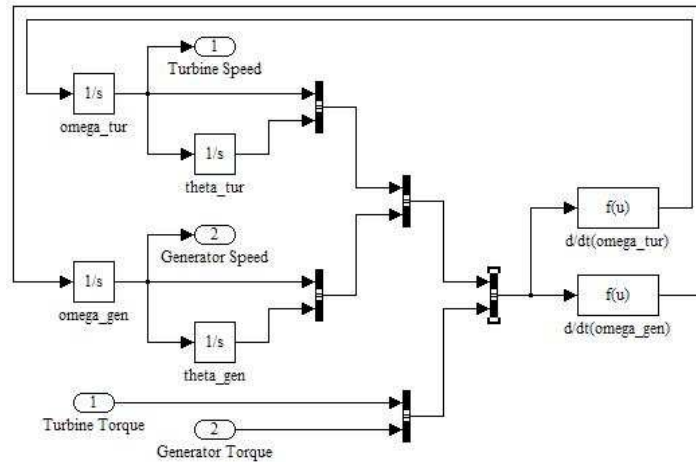 1
Turbine Speed
1/s
omega_tur
1/s
theta_tur
f(u)
d/dt(omega_tur)
2
Generator Speed
1/s
omega_gen
f(u)
d/dt(omega_gen)
1/s
theta_gen
1
Turbine Torque
2
Generator Torque